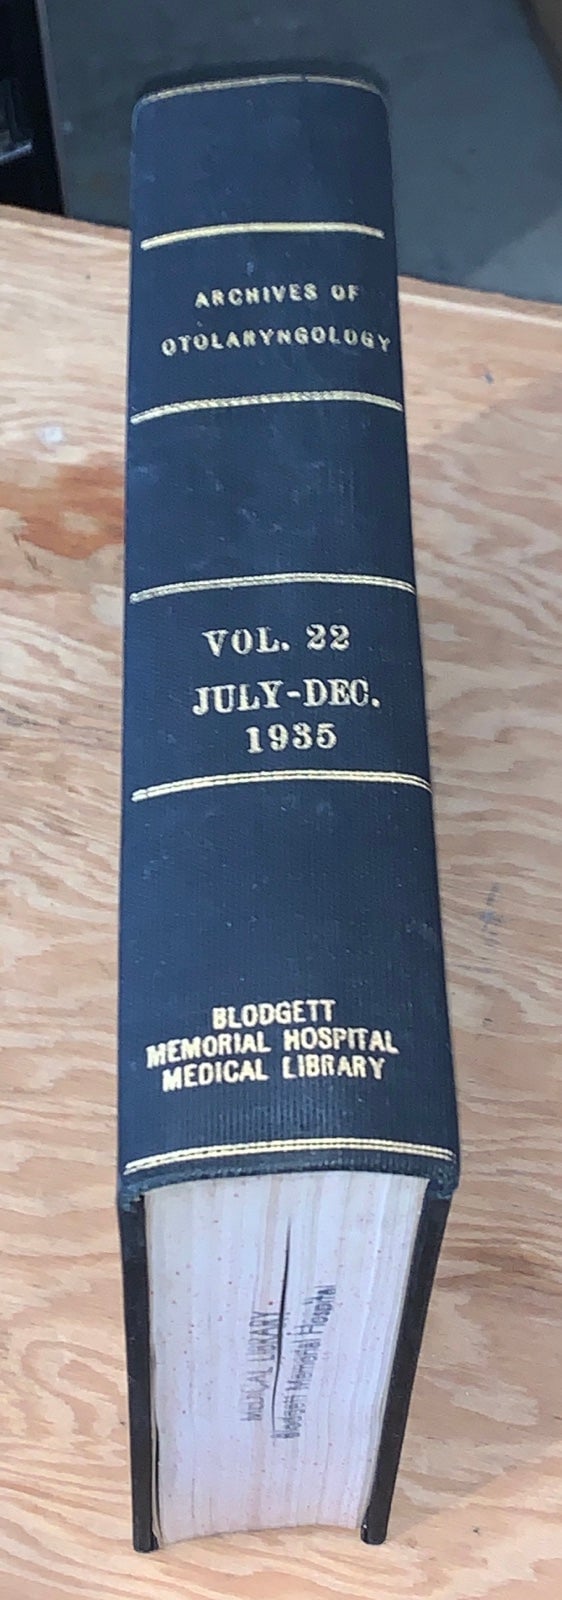 ARCHIVES OF
OTOLARYNGOLOGY
VOL. 22
JULY-DEC.
1935
BLODGETT
MEMORIAL HOSPITAL
MEDICAL LIBRARY
Blodgett Memorial Hospital
MEDICAL LIBRARY